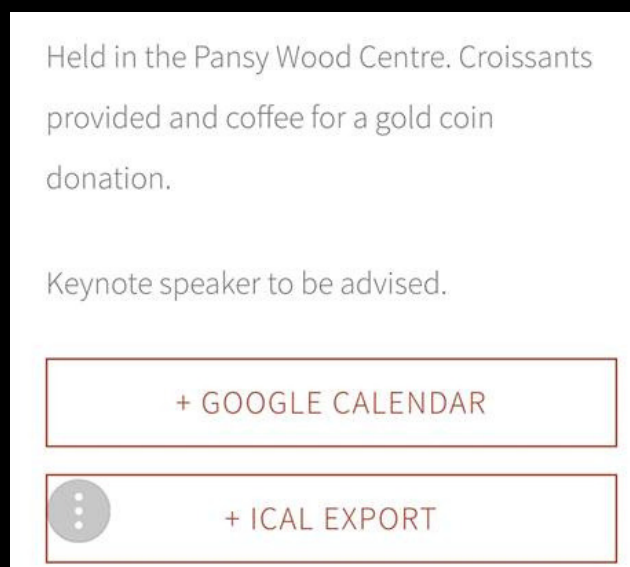 Held in the Pansy Wood Centre. Croissants
provided and coffee for a gold coin
donation.
Keynote speaker to be advised.
+ GOOGLE CALENDAR
+ ICAL EXPORT